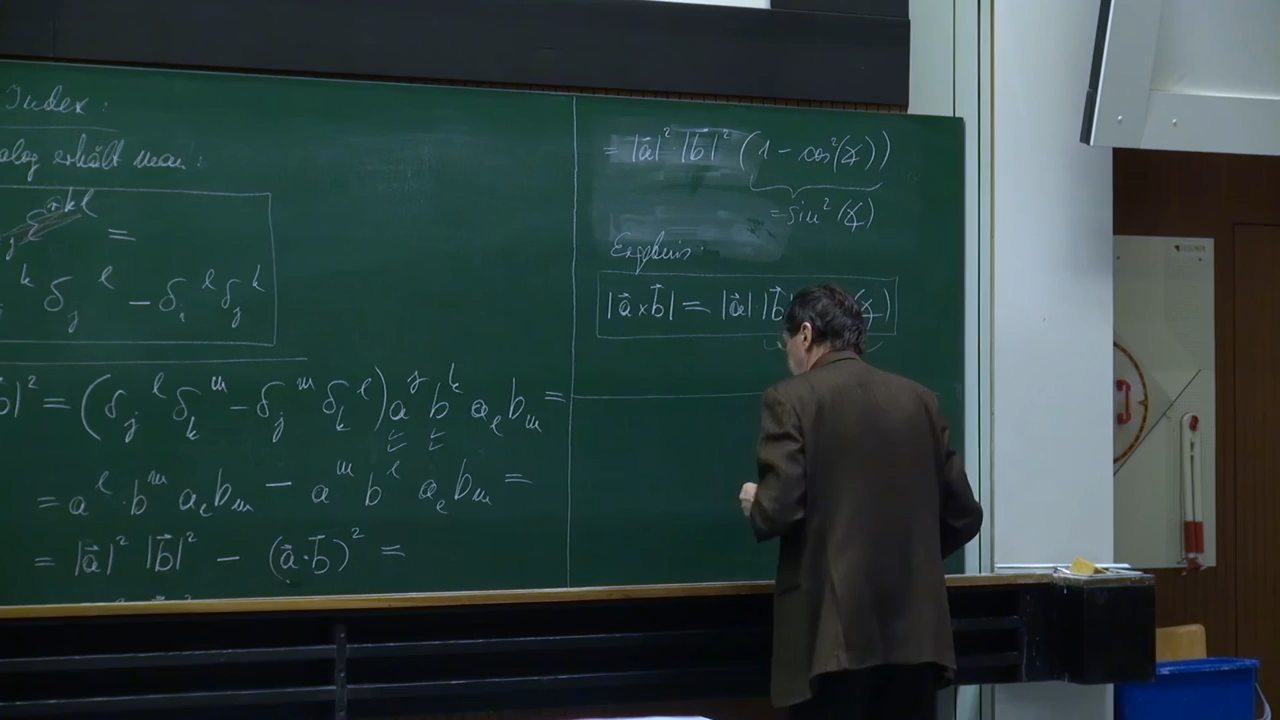 Index:
alog erhält man:
ikl =
k δ_j^l − δ_i^l δ_j^k
b)|² = (δ_j^l δ_k^m − δ_j^m δ_k^l) a^j b^k a_l b_m =
= a^l · b^m a_l b_m − a^m b^l a_l b_m =
= |a⃗|² |b⃗|² − (a⃗·b⃗)² =
= |a⃗|² |b⃗|² (1 − cos²(∡))
= sin²(∡)
Ergebnis:
|a⃗ × b⃗| = |a⃗| |b⃗ ∡)